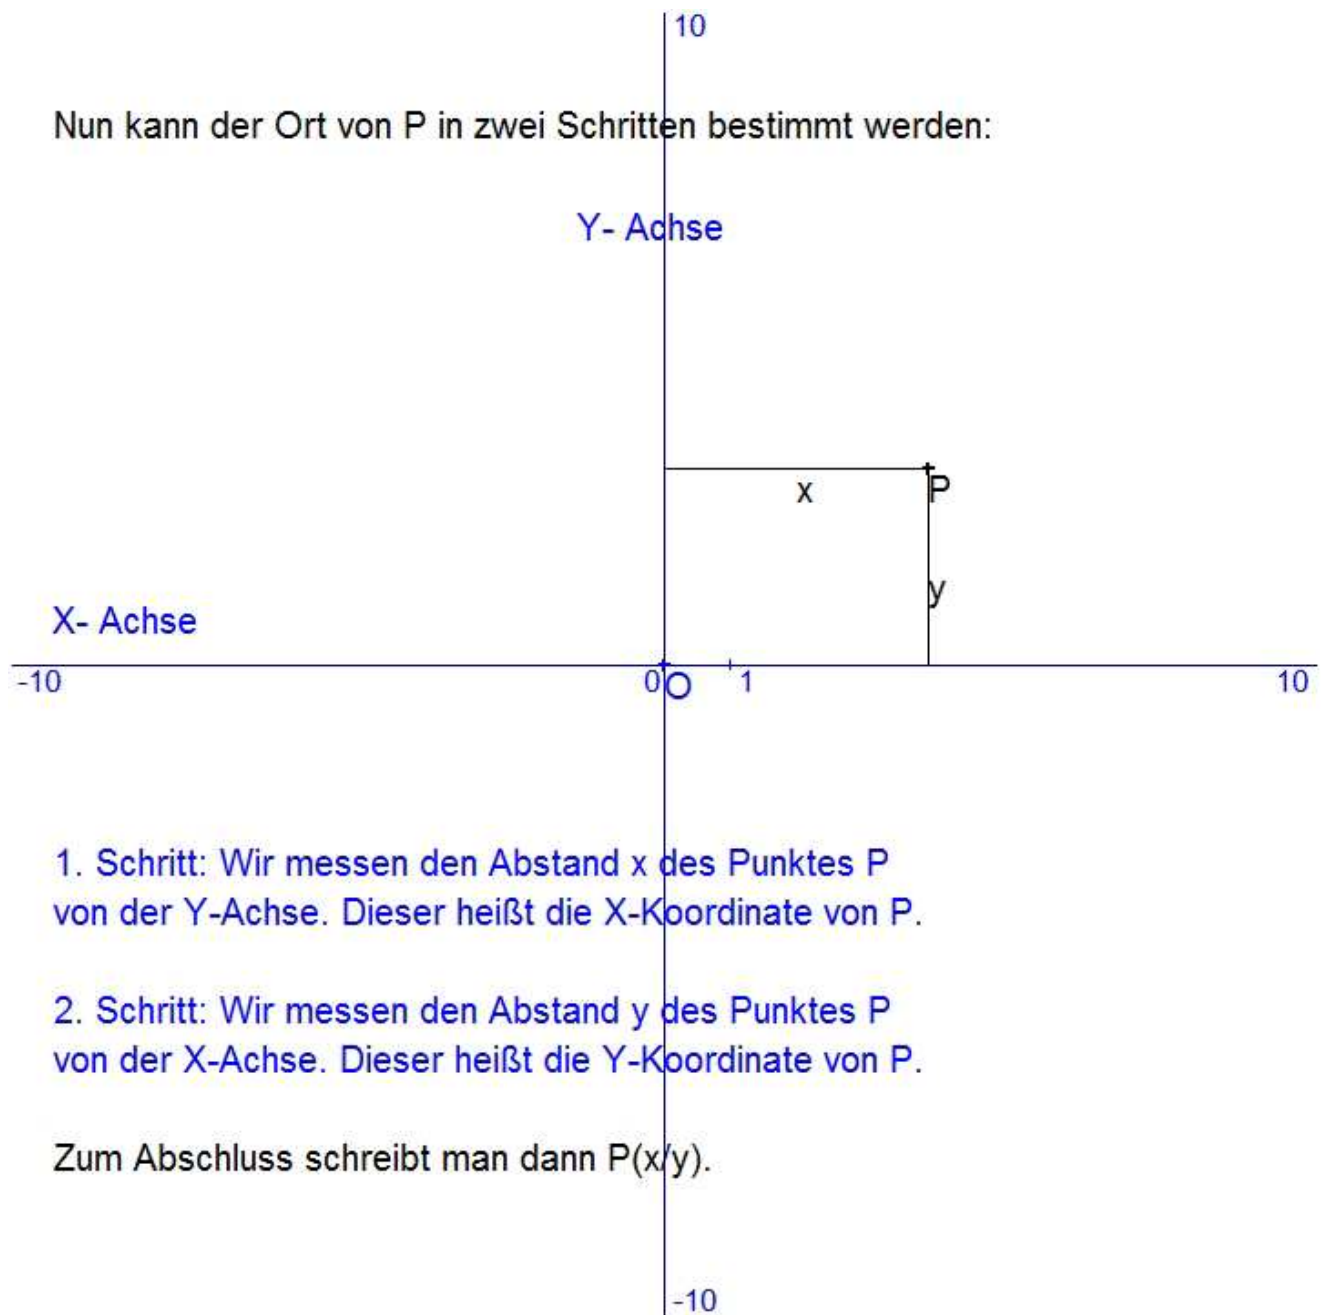 10
Nun kann der Ort von P in zwei Schritten bestimmt werden:
Y- Achse
x
P
y
X- Achse
-10
0
O
1
10
1. Schritt: Wir messen den Abstand x des Punktes P
von der Y-Achse. Dieser heißt die X-Koordinate von P.
2. Schritt: Wir messen den Abstand y des Punktes P
von der X-Achse. Dieser heißt die Y-Koordinate von P.
Zum Abschluss schreibt man dann P(x/y).
-10